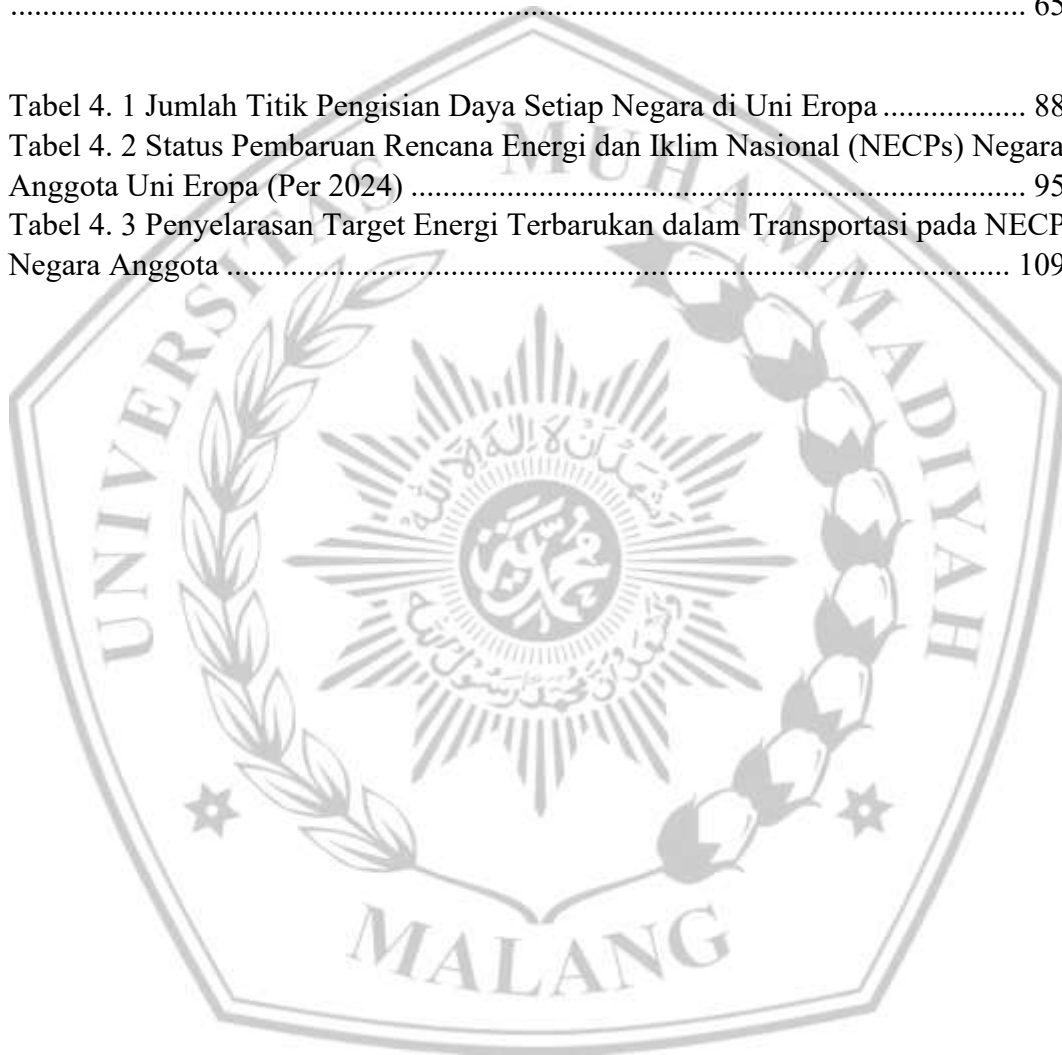 ........................................................................................................................... 65
Tabel 4. 1 Jumlah Titik Pengisian Daya Setiap Negara di Uni Eropa ................. 88
Tabel 4. 2 Status Pembaruan Rencana Energi dan Iklim Nasional (NECPs) Negara
Anggota Uni Eropa (Per 2024) .......................................................................... 95
Tabel 4. 3 Penyelarasan Target Energi Terbarukan dalam Transportasi pada NECP
Negara Anggota ............................................................................................... 109
UNIVERSITAS MUHAMMADIYAH
MALANG